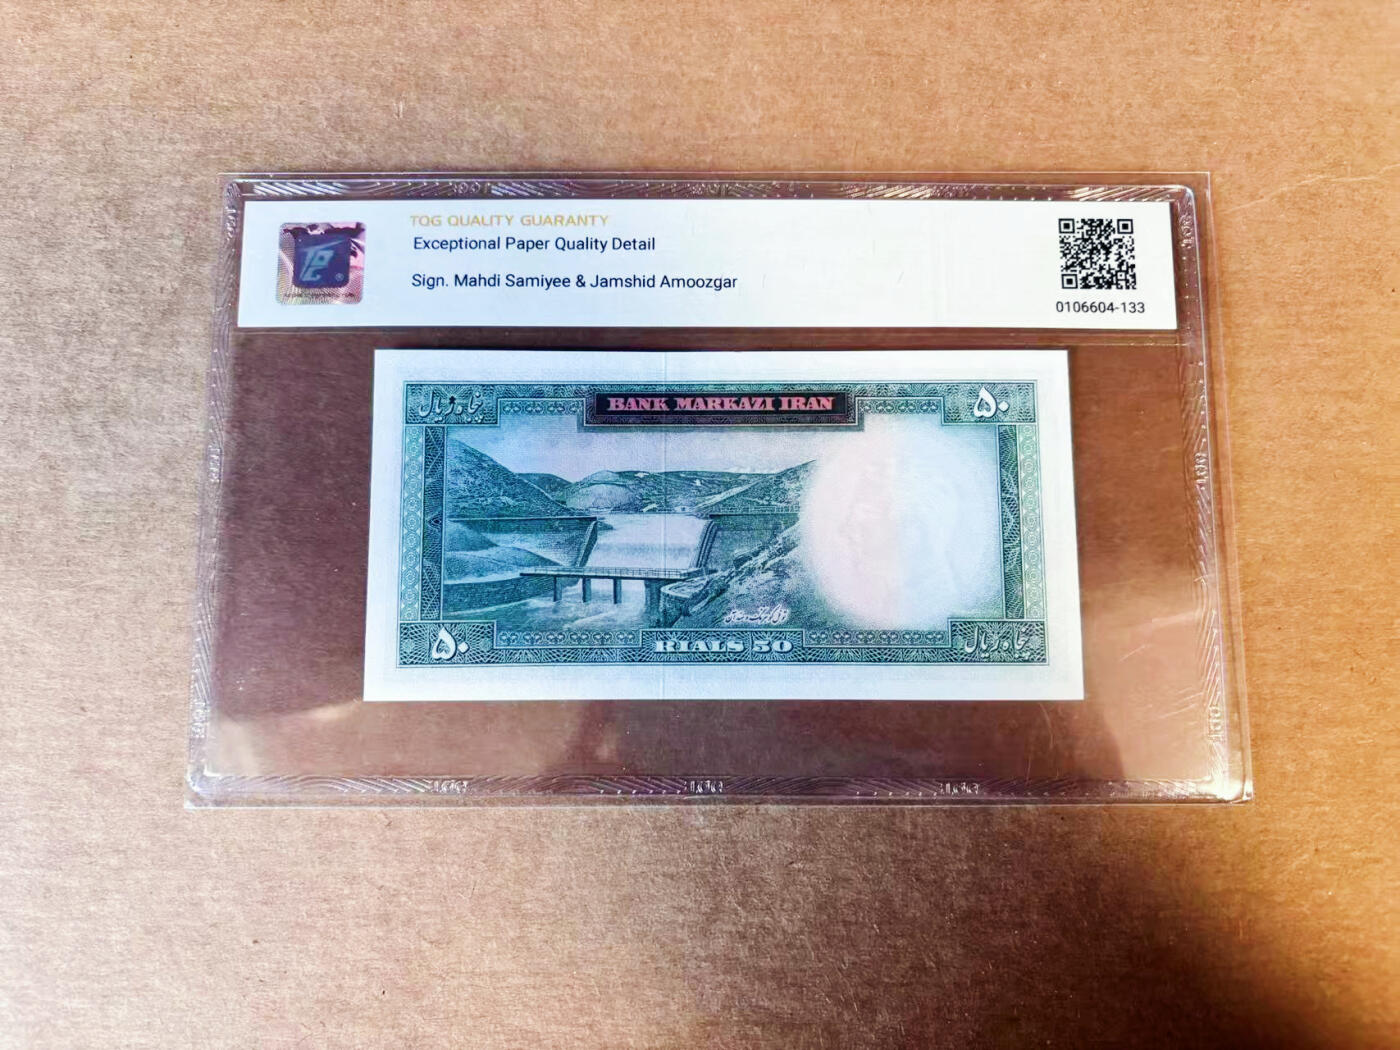 TQG QUALITY GUARANTY
Exceptional Paper Quality Detail
Sign. Mahdi Samiyee & Jamshid Amoozgar
0106604-133
پنجاه ریال
BANK MARKAZI IRAN
۵۰
۵۰
RIALS 50
پنجاه ریال